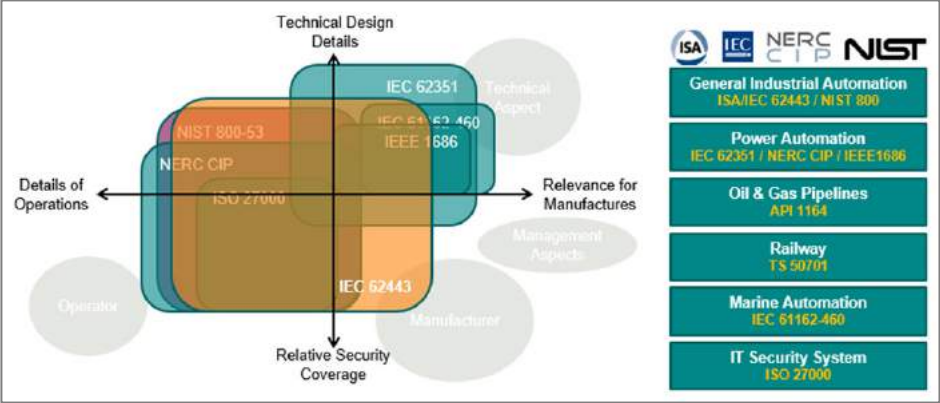 Technical Design
Details
IEC 62351
Technical
Aspect
IEC 61162-460
NIST 800-53
IEEE 1686
NERC CIP
Details of
Operations
ISO 27000
Relevance for
Manufactures
Management
Aspects
IEC 62443
Operator
Manufacturer
Relative Security
Coverage
ISA
IEC
NERC
CIP
NIST
General Industrial Automation
ISA/IEC 62443 / NIST 800
Power Automation
IEC 62351 / NERC CIP / IEEE1686
Oil & Gas Pipelines
API 1164
Railway
TS 50701
Marine Automation
IEC 61162-460
IT Security System
ISO 27000